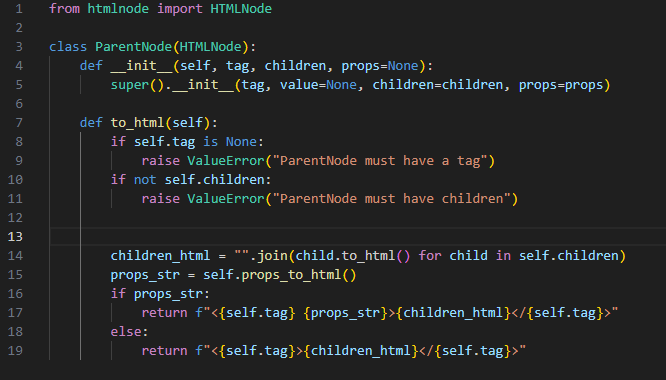 1 from htmlnode import HTMLNode
2
3 class ParentNode(HTMLNode):
4     def __init__(self, tag, children, props=None):
5         super().__init__(tag, value=None, children=children, props=props)
6
7     def to_html(self):
8         if self.tag is None:
9             raise ValueError("ParentNode must have a tag")
10         if not self.children:
11             raise ValueError("ParentNode must have children")
12
13
14         children_html = "".join(child.to_html() for child in self.children)
15         props_str = self.props_to_html()
16         if props_str:
17             return f"<{self.tag} {props_str}>{children_html}</{self.tag}>"
18         else:
19             return f"<{self.tag}>{children_html}</{self.tag}>"